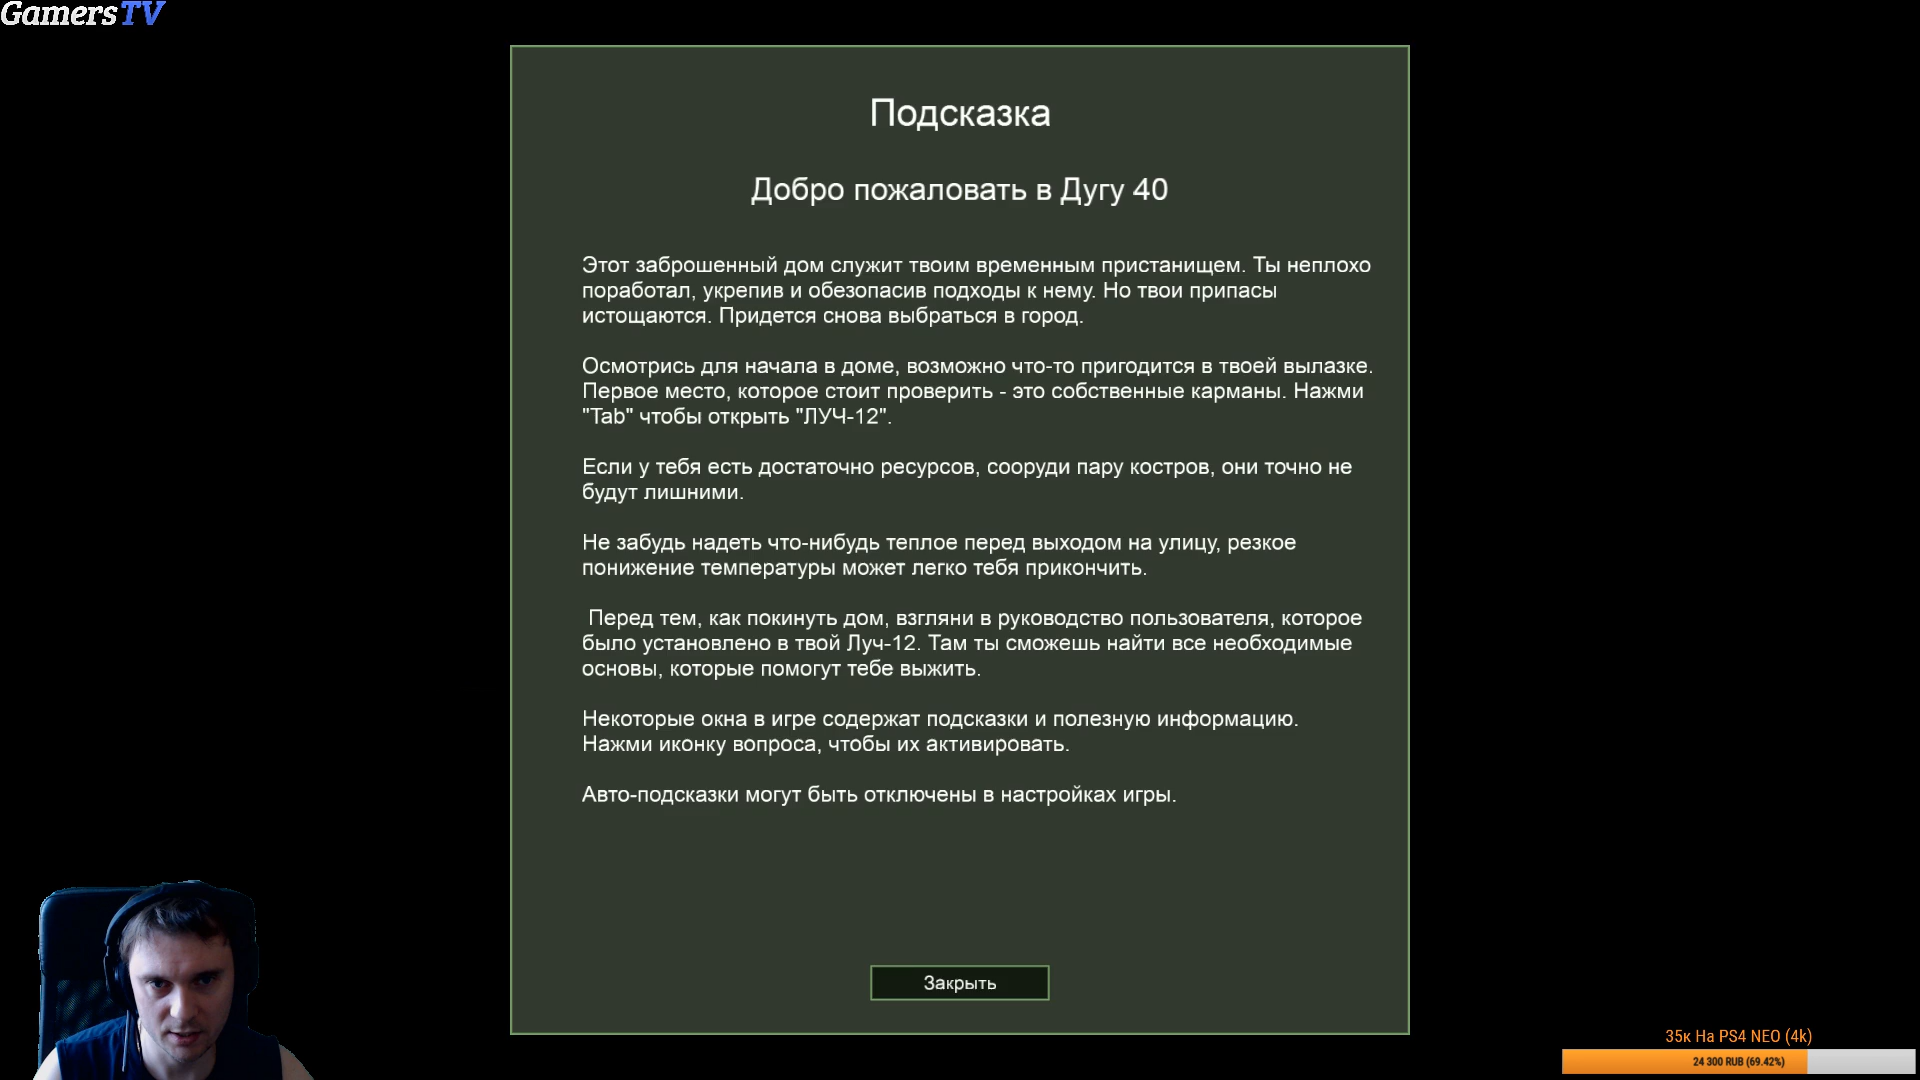 GamersTV
Подсказка
Добро пожаловать в Дугу 40
Этот заброшенный дом служит твоим временным пристанищем. Ты неплохо
поработал, укрепив и обезопасив подходы к нему. Но твои припасы
истощаются. Придется снова выбраться в город.
Осмотрись для начала в доме, возможно что-то пригодится в твоей вылазке.
Первое место, которое стоит проверить - это собственные карманы. Нажми
"Tab" чтобы открыть "ЛУЧ-12".
Если у тебя есть достаточно ресурсов, сооруди пару костров, они точно не
будут лишними.
Не забудь надеть что-нибудь теплое перед выходом на улицу, резкое
понижение температуры может легко тебя прикончить.
Перед тем, как покинуть дом, взгляни в руководство пользователя, которое
было установлено в твой Луч-12. Там ты сможешь найти все необходимые
основы, которые помогут тебе выжить.
Некоторые окна в игре содержат подсказки и полезную информацию.
Нажми иконку вопроса, чтобы их активировать.
Авто-подсказки могут быть отключены в настройках игры.
Закрыть
35к На PS4 NEO (4k)
24 300 RUB (69.42%)